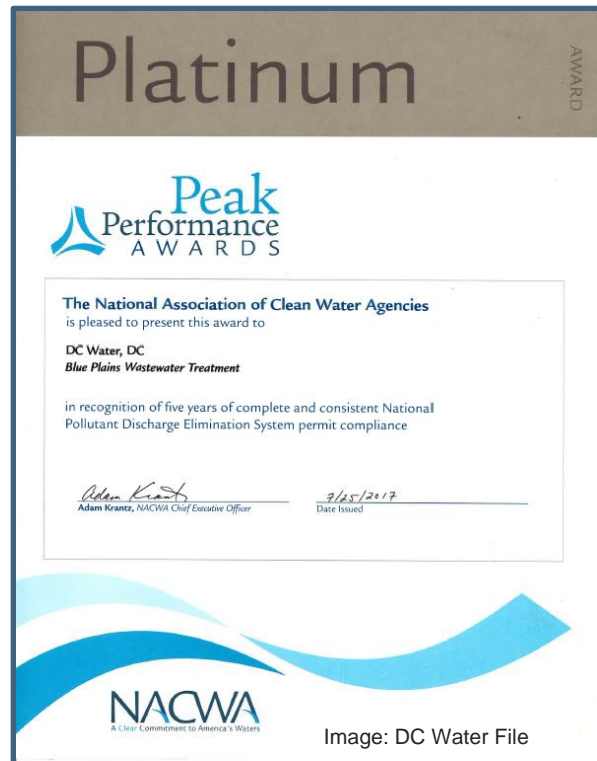 Platinum
AWARD
Peak
Performance
AWARDS
The National Association of Clean Water Agencies
is pleased to present this award to
DC Water, DC
Blue Plains Wastewater Treatment
in recognition of five years of complete and consistent National
Pollutant Discharge Elimination System permit compliance
Adam Krantz
7/25/2017
Adam Krantz, NACWA Chief Executive Officer
Date Issued
NACWA
A Clear Commitment to America's Waters
Image: DC Water File